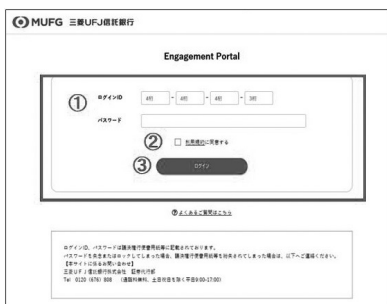 MUFG 三菱UFJ信託銀行
Engagement Portal
① ログインID 4桁 - 4桁 - 4桁 - 3桁
パスワード
② 利用規約に同意する
③ ログイン
よくあるご質問はこちら
ログインID、パスワードは議決権行使書用紙等に記載されております。
パスワードを失念またはロックしてしまった場合、議決権行使書用紙等を紛失されてしまった場合は、以下へご連絡ください。
【本サイトに係るお問い合わせ】
三菱UFJ信託銀行株式会社 証券代行部
Tel 0120 (676) 808 (通話料無料、土日祝日を除く平日9:00-17:00)